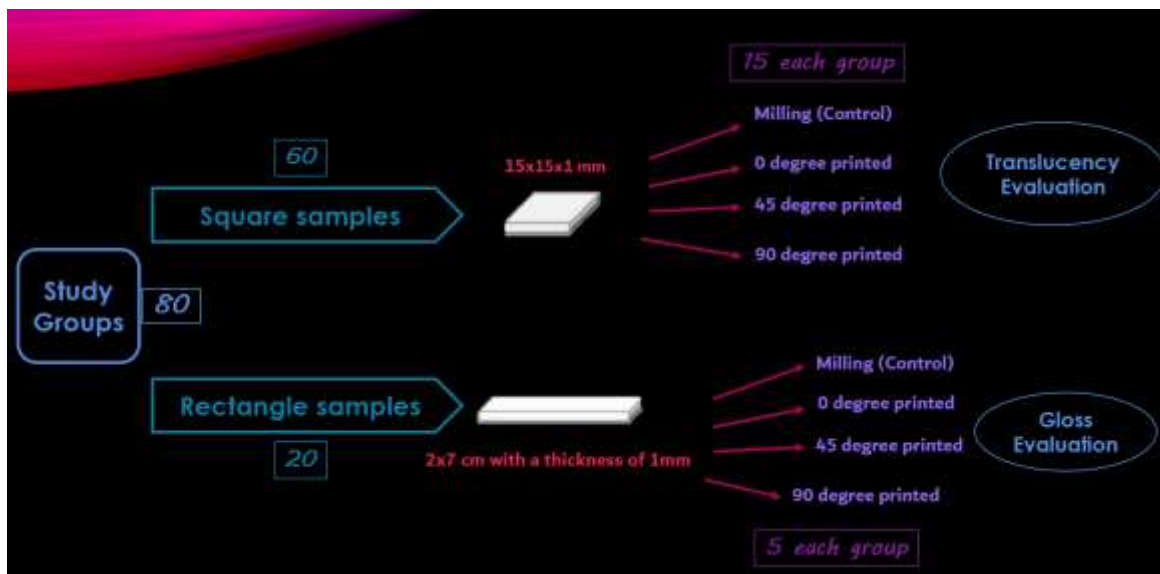 Study
Groups
80
60
Square samples
15x15x1 mm
15 each group
Milling (Control)
0 degree printed
45 degree printed
90 degree printed
Translucency
Evaluation
Rectangle samples
20
2x7 cm with a thickness of 1mm
Milling (Control)
0 degree printed
45 degree printed
90 degree printed
5 each group
Gloss
Evaluation